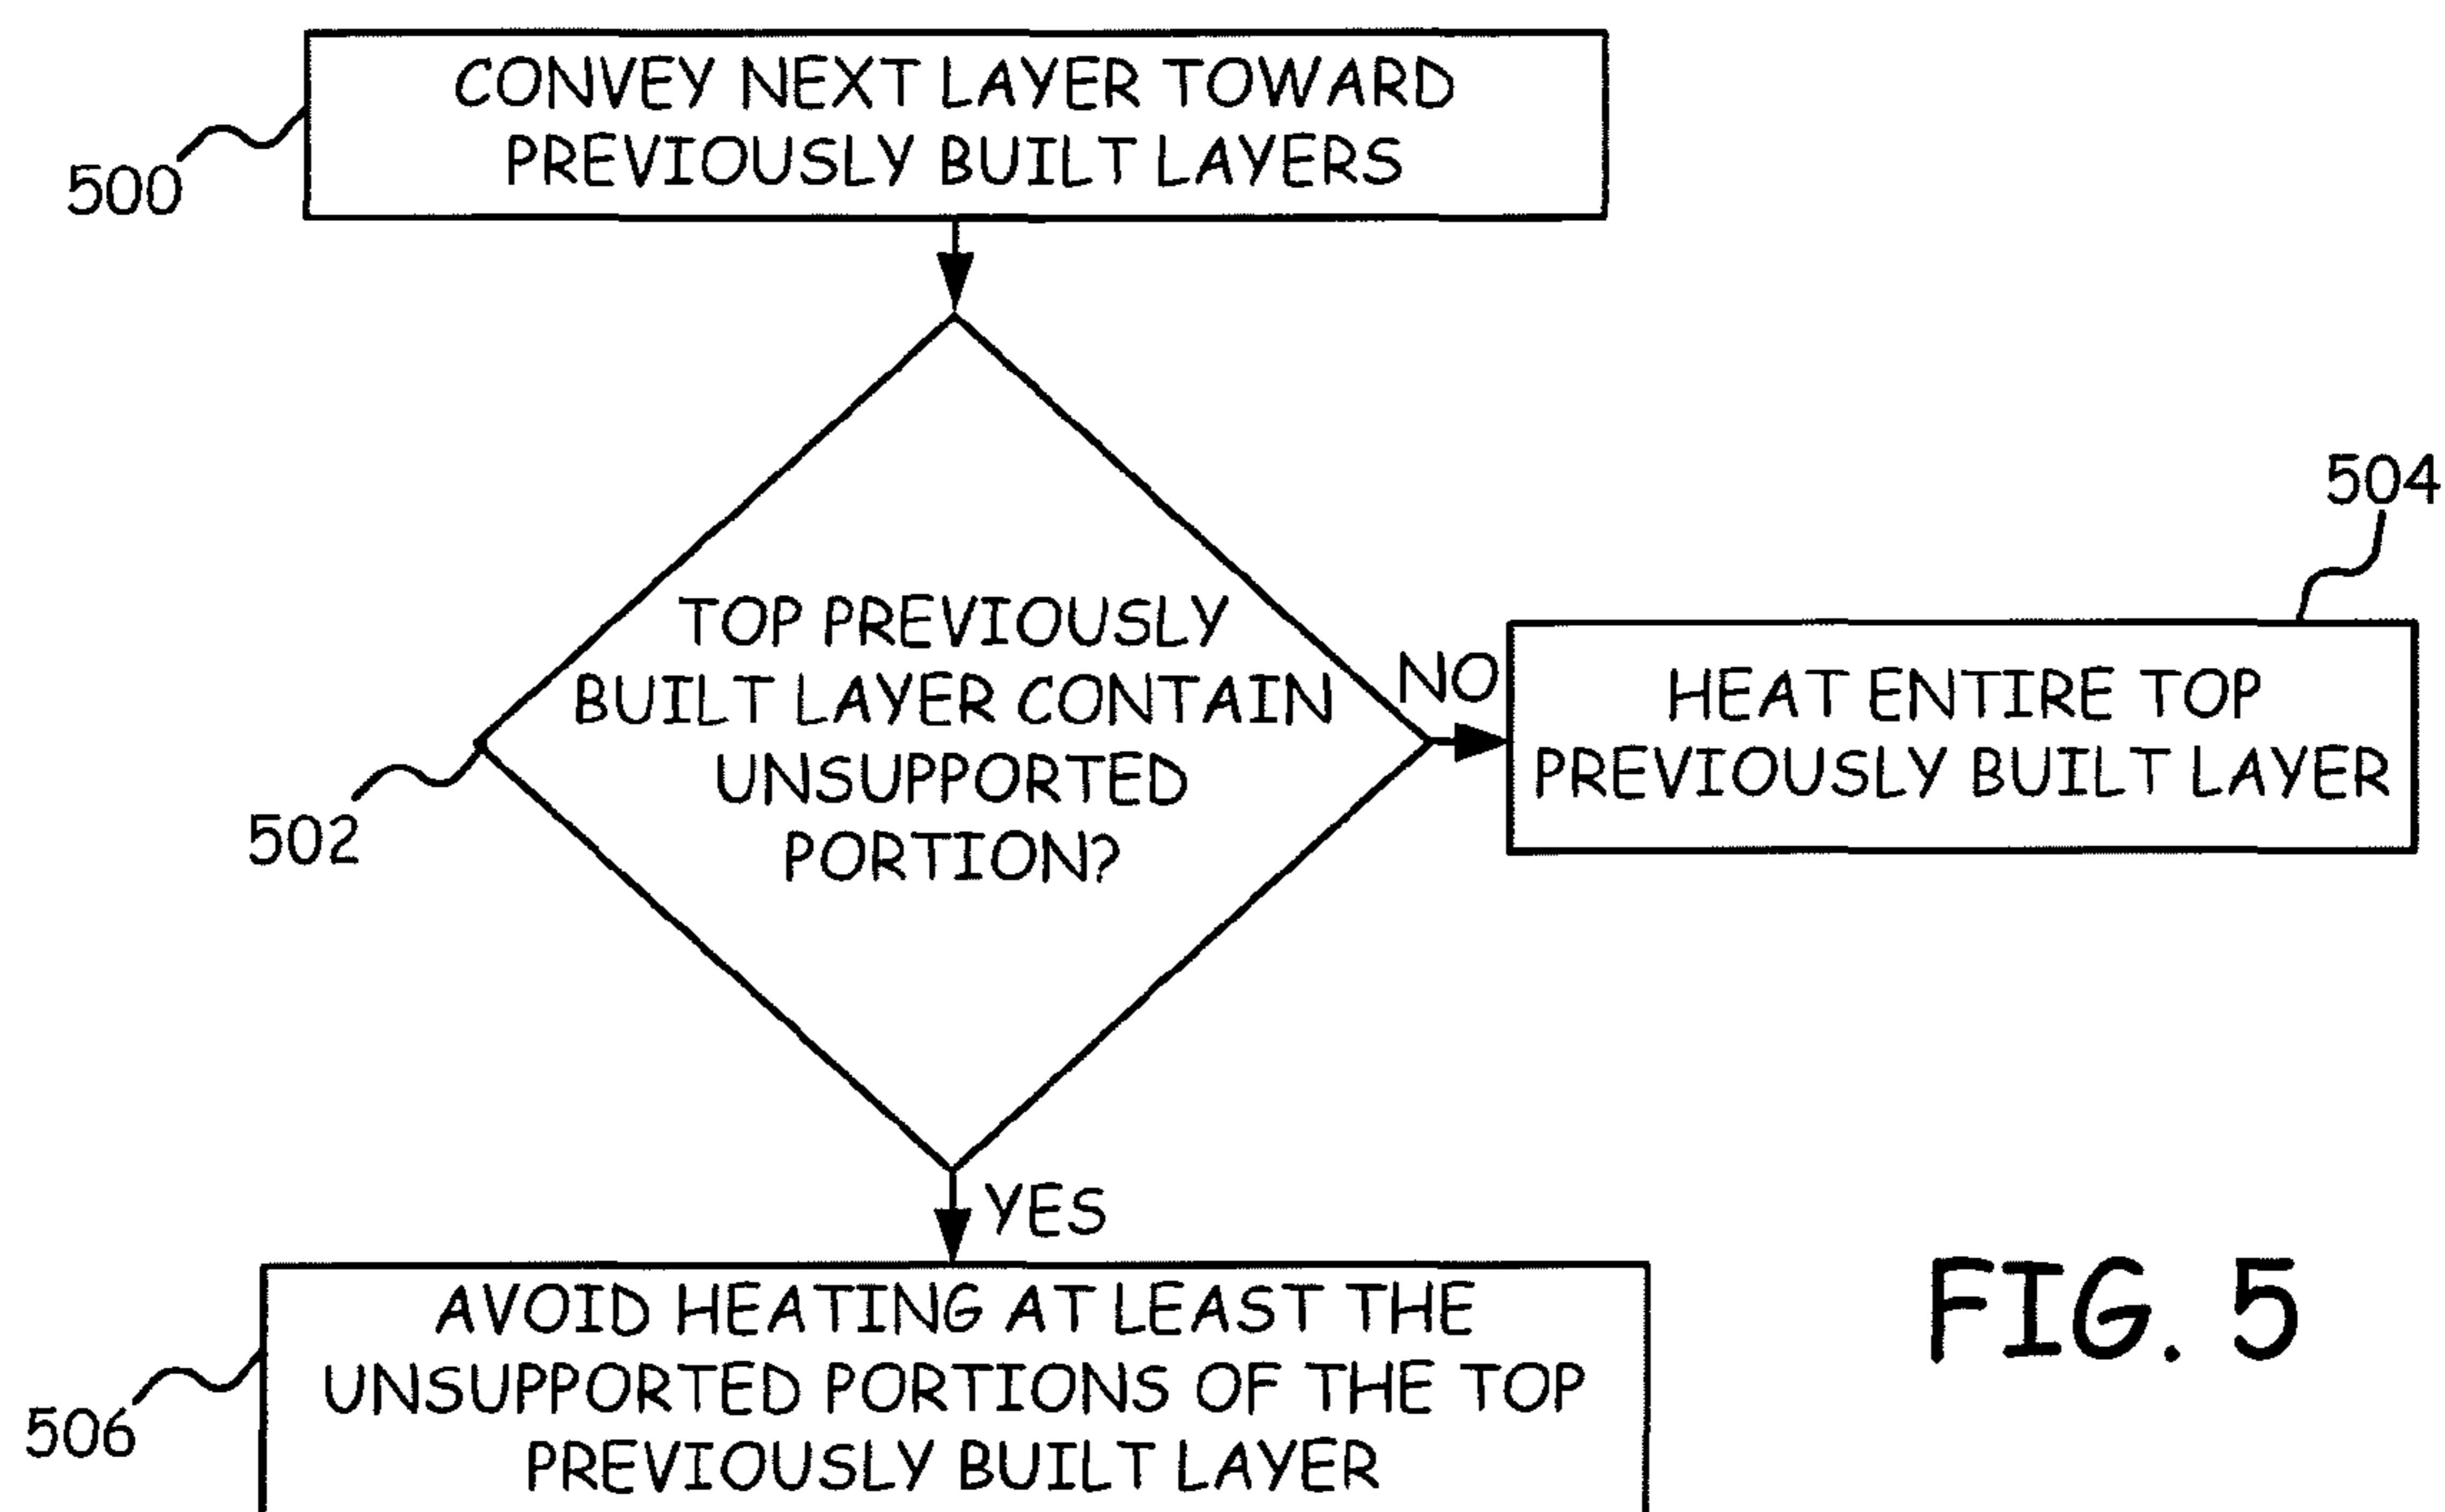 CONVEY NEXT LAYER TOWARD
PREVIOUSLY BUILT LAYERS
500
504
TOP PREVIOUSLY
BUILT LAYER CONTAIN
UNSUPPORTED
PORTION?
502
NO
HEAT ENTIRE TOP
PREVIOUSLY BUILT LAYER
YES
AVOID HEATING AT LEAST THE
UNSUPPORTED PORTIONS OF THE TOP
PREVIOUSLY BUILT LAYER
506
FIG. 5